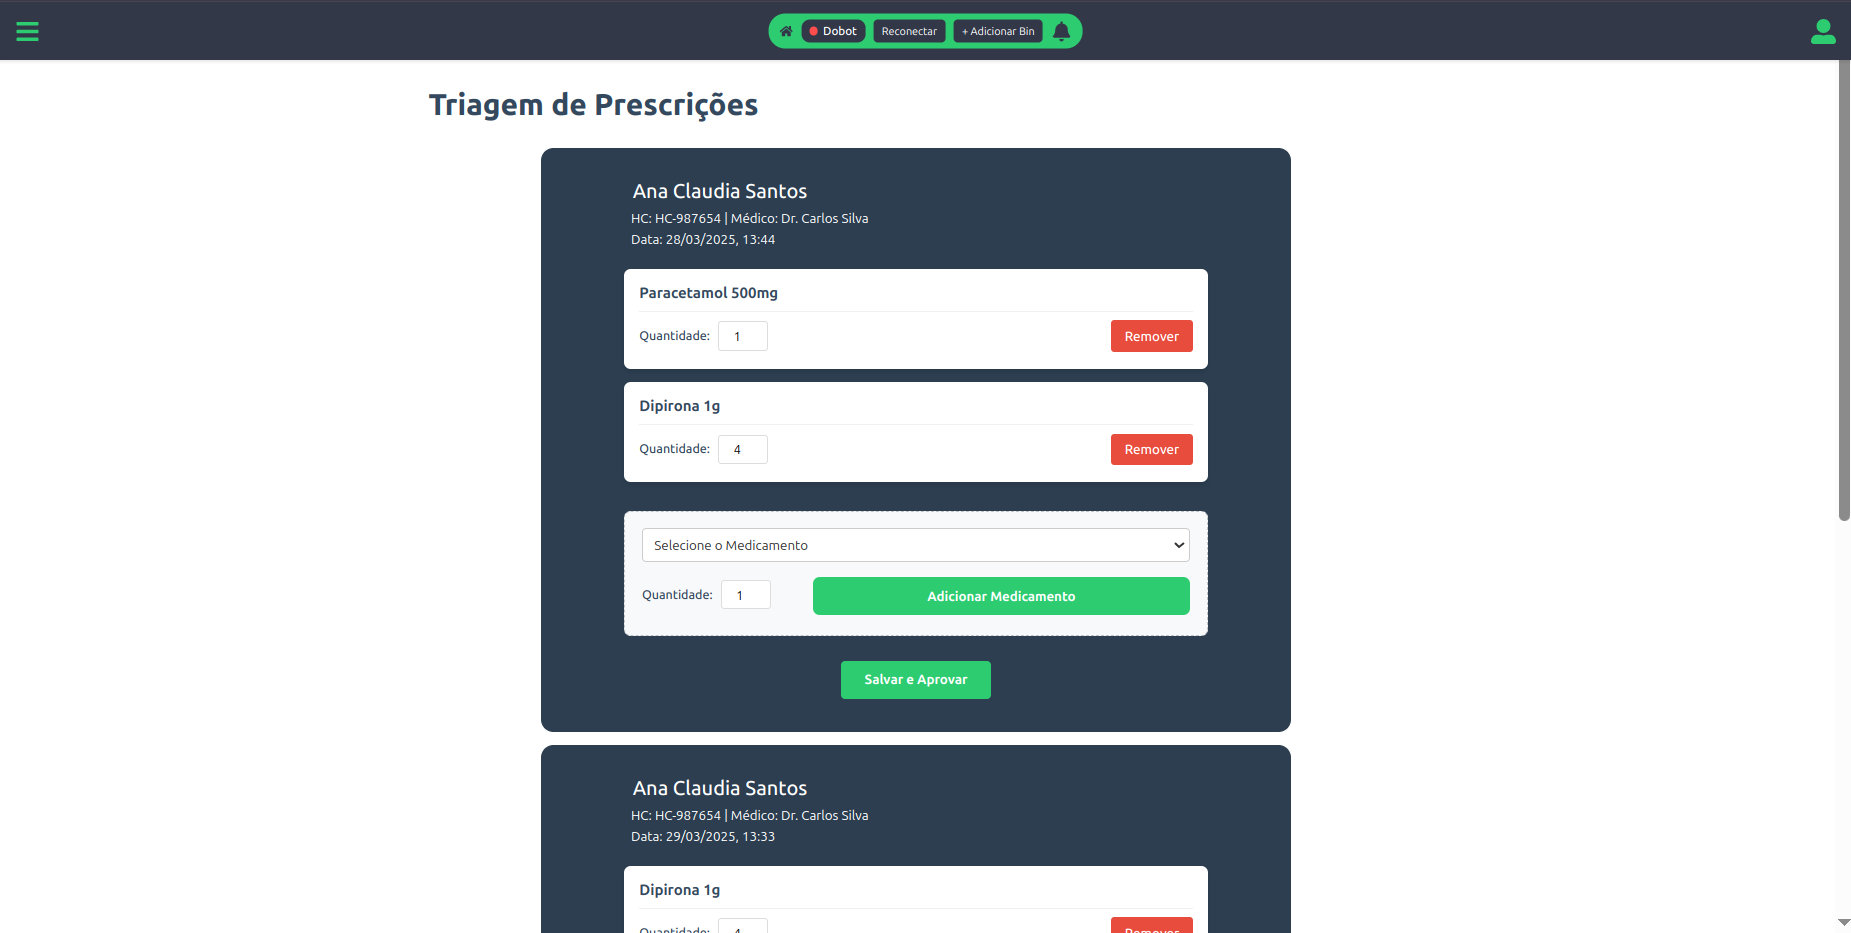 Dobot Reconectar + Adicionar Bin
Triagem de Prescrições
Ana Claudia Santos
HC: HC-987654 | Médico: Dr. Carlos Silva
Data: 28/03/2025, 13:44
Paracetamol 500mg
Quantidade: 1 Remover
Dipirona 1g
Quantidade: 4 Remover
Selecione o Medicamento
Quantidade: 1 Adicionar Medicamento
Salvar e Aprovar
Ana Claudia Santos
HC: HC-987654 | Médico: Dr. Carlos Silva
Data: 29/03/2025, 13:33
Dipirona 1g
Quantidade: 4 Remover